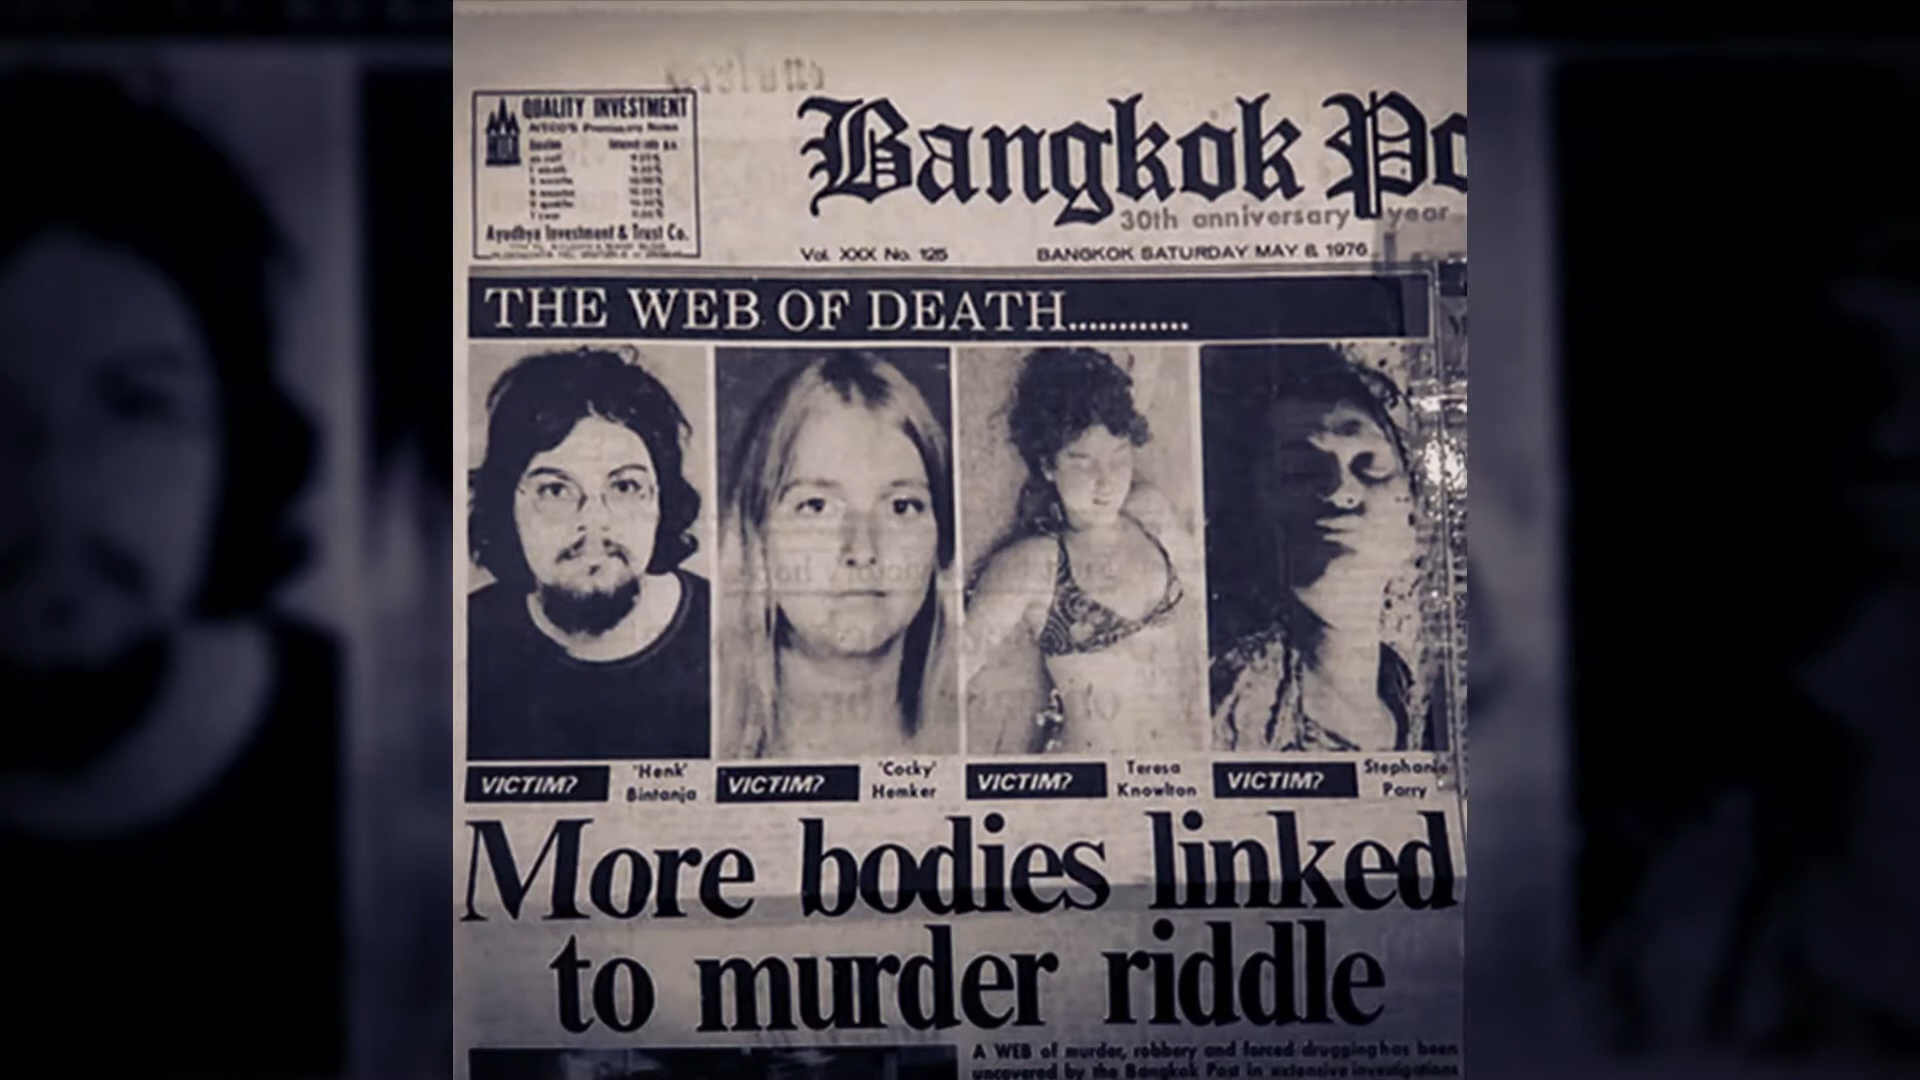 QUALITY INVESTMENT
Bangkok Po
30th anniversary year
Ayudhya Investment & Trust Co.
Vol. XXX No. 125
BANGKOK SATURDAY MAY 8, 1976
THE WEB OF DEATH............
VICTIM? 'Henk' Bintanja
VICTIM? 'Cocky' Hemker
VICTIM? Teresa Knowlton
VICTIM? Stephanie Parry
More bodies linked
to murder riddle
A WEB of murder, robbery and forced drugging has been
uncovered by the Bangkok Post in extensive investigations